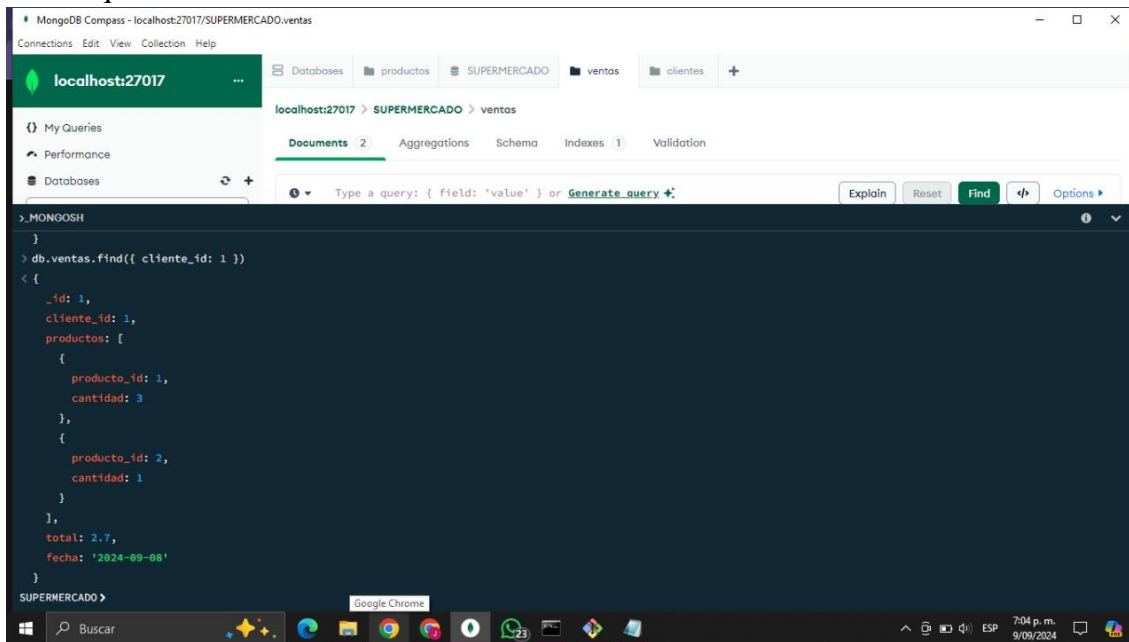 MongoDB Compass - localhost:27017/SUPERMERCADO.ventas
Connections Edit View Collection Help
localhost:27017 ...
Databases productos SUPERMERCADO ventas clientes +
localhost:27017 > SUPERMERCADO > ventas
{} My Queries
Performance
Databases
Documents 2 Aggregations Schema Indexes 1 Validation
Type a query: { field: 'value' } or Generate query
Explain Reset Find </> Options
>_MONGOSH
}
> db.ventas.find({ cliente_id: 1 })
< {
_id: 1,
cliente_id: 1,
productos: [
{
producto_id: 1,
cantidad: 3
},
{
producto_id: 2,
cantidad: 1
}
],
total: 2.7,
fecha: '2024-09-08'
}
SUPERMERCADO >
Google Chrome
Buscar
23
ESP
7:04 p. m.
9/09/2024